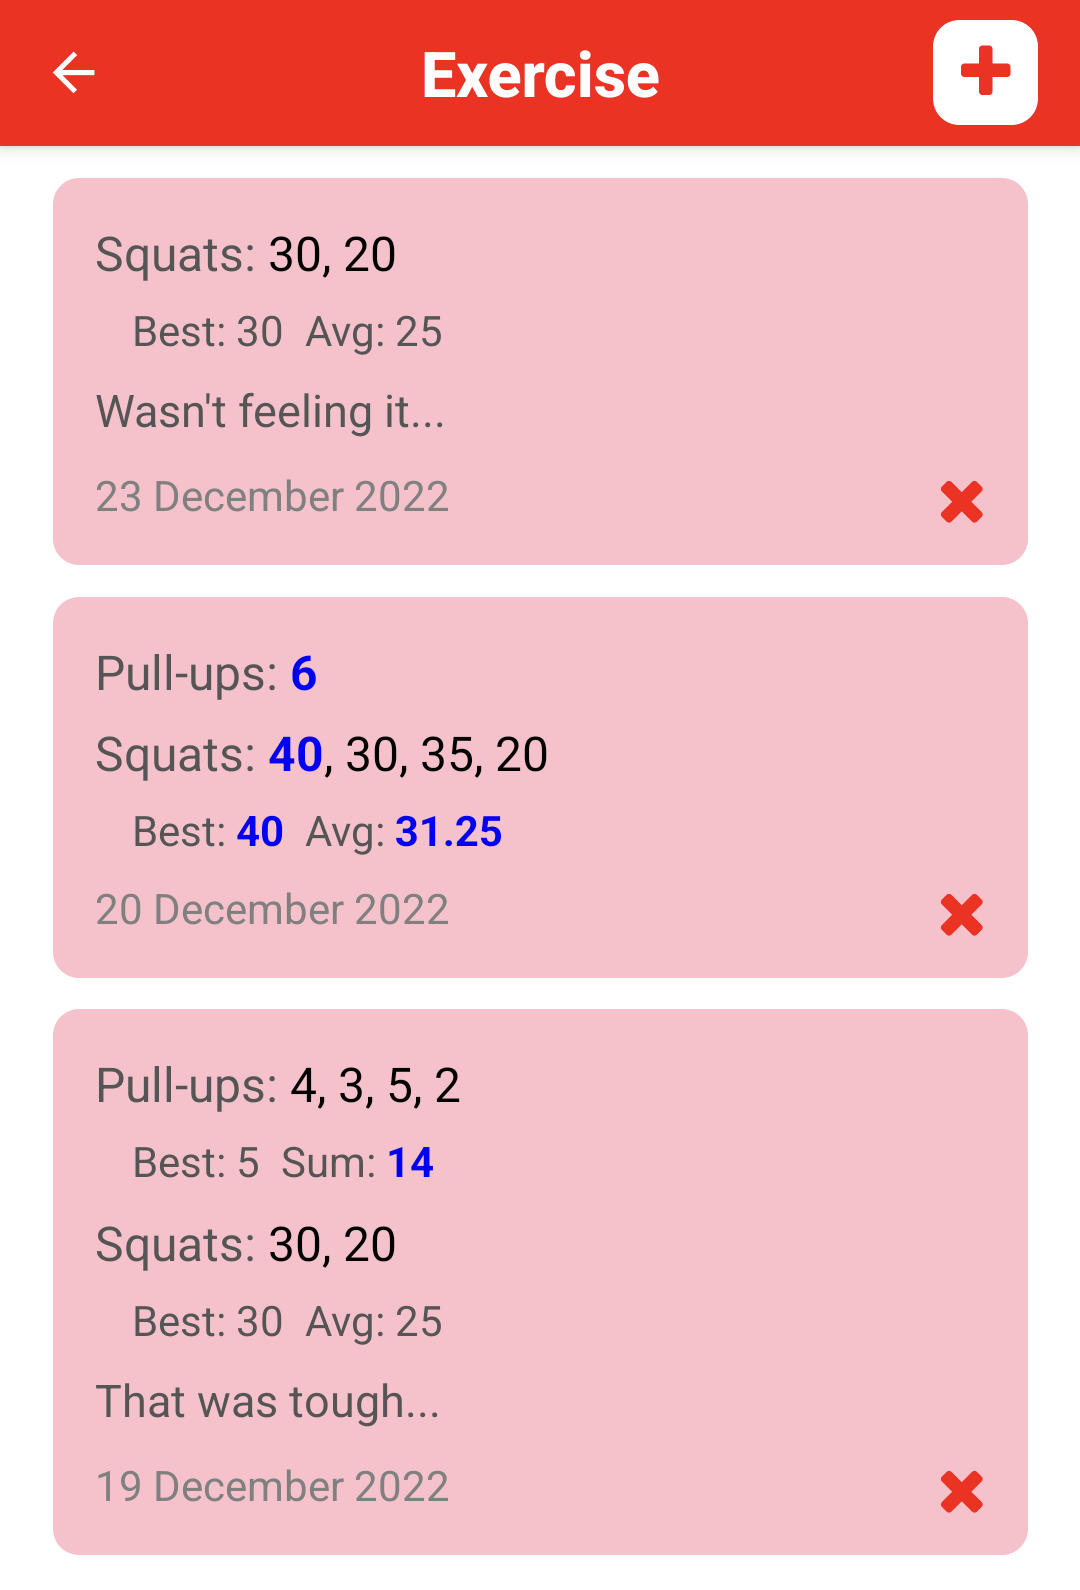 Exercise
Squats: 30, 20
Best: 30 Avg: 25
Wasn't feeling it...
23 December 2022
Pull-ups: 6
Squats: 40, 30, 35, 20
Best: 40 Avg: 31.25
20 December 2022
Pull-ups: 4, 3, 5, 2
Best: 5 Sum: 14
Squats: 30, 20
Best: 30 Avg: 25
That was tough...
19 December 2022